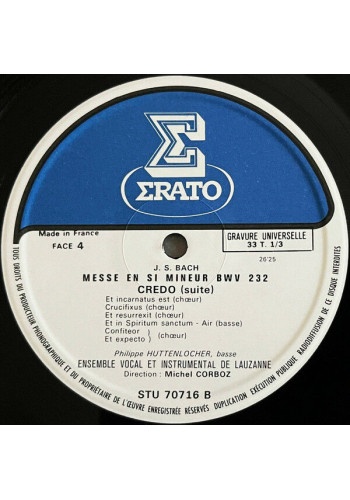 ΣRATO
Made in France
FACE 4
GRAVURE UNIVERSELLE
33 T. 1/3
26'25
J. S. BACH
MESSE EN SI MINEUR BWV 232
CREDO (suite)
Et incarnatus est (chœur)
Crucifixus (chœur)
Et resurrexit (chœur)
Et in Spiritum sanctum - Air (basse)
Confiteor )
Et expecto ) (chœur)
Philippe HUTTENLOCHER, basse
ENSEMBLE VOCAL ET INSTRUMENTAL DE LAUZANNE
Direction : Michel CORBOZ
STU 70716 B
TOUS DROITS DU PRODUCTEUR PHONOGRAPHIQUE ET DU PROPRIÉTAIRE DE L'ŒUVRE ENREGISTRÉE RÉSERVÉS DUPLICATION EXÉCUTION PUBLIQUE RADIODIFFUSION DE CE DISQUE INTERDITES